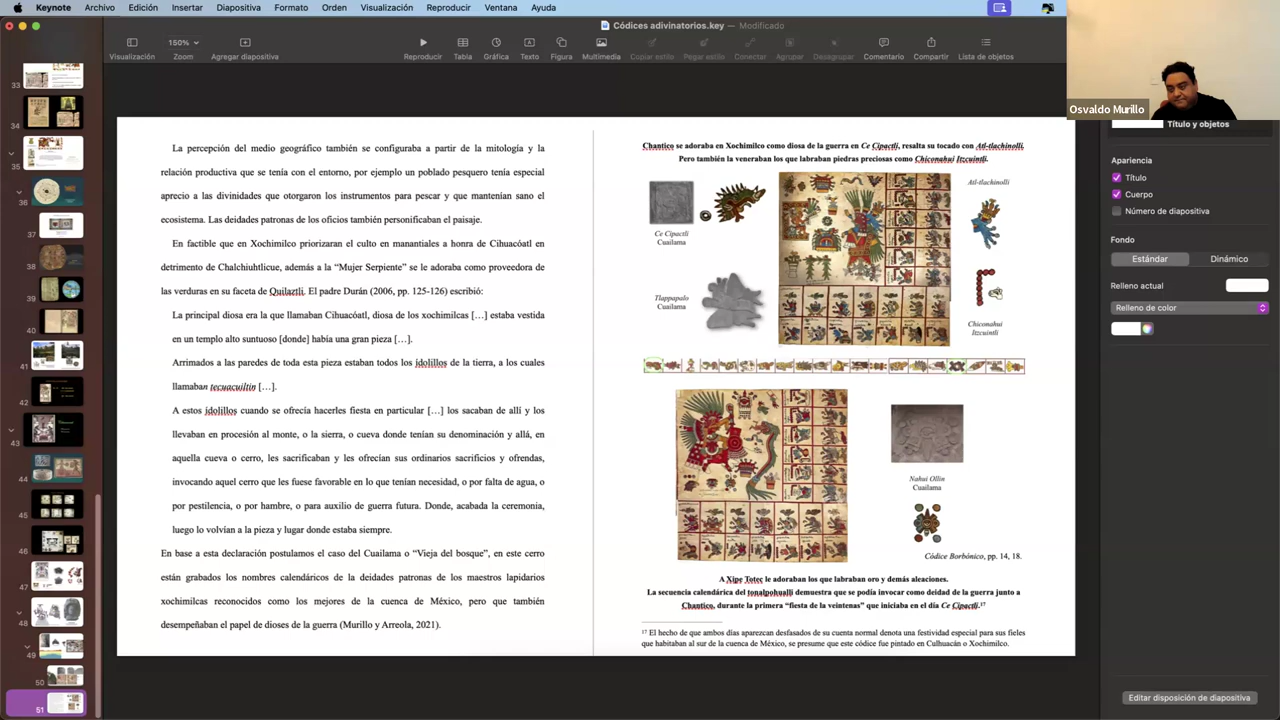 Keynote Archivo Edición Insertar Diapositiva Formato Orden Visualización Reproducir Ventana Ayuda
Códices adivinatorios.key — Modificado
150%
Visualización Zoom Agregar diapositiva Reproducir Tabla Gráfica Texto Figura Multimedia Copiar estilo Pegar estilo Conectar Agrupar Desagrupar Comentario Compartir Lista de objetos
Osvaldo Murillo
33
34
35
36
37
38
39
40
41
42
43
44
45
46
47
48
49
50
51
La percepción del medio geográfico también se configuraba a partir de la mitología y la
relación productiva que se tenía con el entorno, por ejemplo un poblado pesquero tenía especial
aprecio a las divinidades que otorgaron los instrumentos para pescar y que mantenían sano el
ecosistema. Las deidades patronas de los oficios también personificaban el paisaje.
En factible que en Xochimilco priorizaran el culto en manantiales a honra de Cihuacóatl en
detrimento de Chalchiuhtlicue, además a la “Mujer Serpiente” se le adoraba como proveedora de
las verduras en su faceta de Quilaztli. El padre Durán (2006, pp. 125-126) escribió:
La principal diosa era la que llamaban Cihuacóatl, diosa de los xochimilcas […] estaba vestida
en un templo alto suntuoso [donde] había una gran pieza […].
Arrimados a las paredes de toda esta pieza estaban todos los ídolillos de la tierra, a los cuales
llamaban tecuacuiltin […].
A estos ídolillos cuando se ofrecía hacerles fiesta en particular […] los sacaban de allí y los
llevaban en procesión al monte, o la sierra, o cueva donde tenían su denominación y allá, en
aquella cueva o cerro, les sacrificaban y les ofrecían sus ordinarios sacrificios y ofrendas,
invocando aquel cerro que les fuese favorable en lo que tenían necesidad, o por falta de agua, o
por pestilencia, o por hambre, o para auxilio de guerra futura. Donde, acabada la ceremonia,
luego lo volvían a la pieza y lugar donde estaba siempre.
En base a esta declaración postulamos el caso del Cuailama o “Vieja del bosque”, en este cerro
están grabados los nombres calendáricos de la deidades patronas de los maestros lapidarios
xochimilcas reconocidos como los mejores de la cuenca de México, pero que también
desempeñaban el papel de dioses de la guerra (Murillo y Arreola, 2021).
Chantico se adoraba en Xochimilco como diosa de la guerra en Ce Cipactli, resalta su tocado con Atl-tlachinolli.
Pero también la veneraban los que labraban piedras preciosas como Chiconahui Itzcuintli.
Ce Cipactli
Cuailama
Tlappapalo
Cuailama
Atl-tlachinolli
Chiconahui
Itzcuintli
Nahui Ollin
Cuailama
Códice Borbónico, pp. 14, 18.
A Xipe Totec le adoraban los que labraban oro y demás aleaciones.
La secuencia calendárica del tonalpohualli demuestra que se podía invocar como deidad de la guerra junto a
Chantico, durante la primera “fiesta de la veintenas” que iniciaba en el día Ce Cipactli.17
17 El hecho de que ambos días aparezcan desfasados de su cuenta normal denota una festividad especial para sus fieles
que habitaban al sur de la cuenca de México, se presume que este códice fue pintado en Culhuacán o Xochimilco.
Título y objetos
Apariencia
Título
Cuerpo
Número de diapositiva
Fondo
Estándar Dinámico
Relleno actual
Relleno de color
Editar disposición de diapositiva